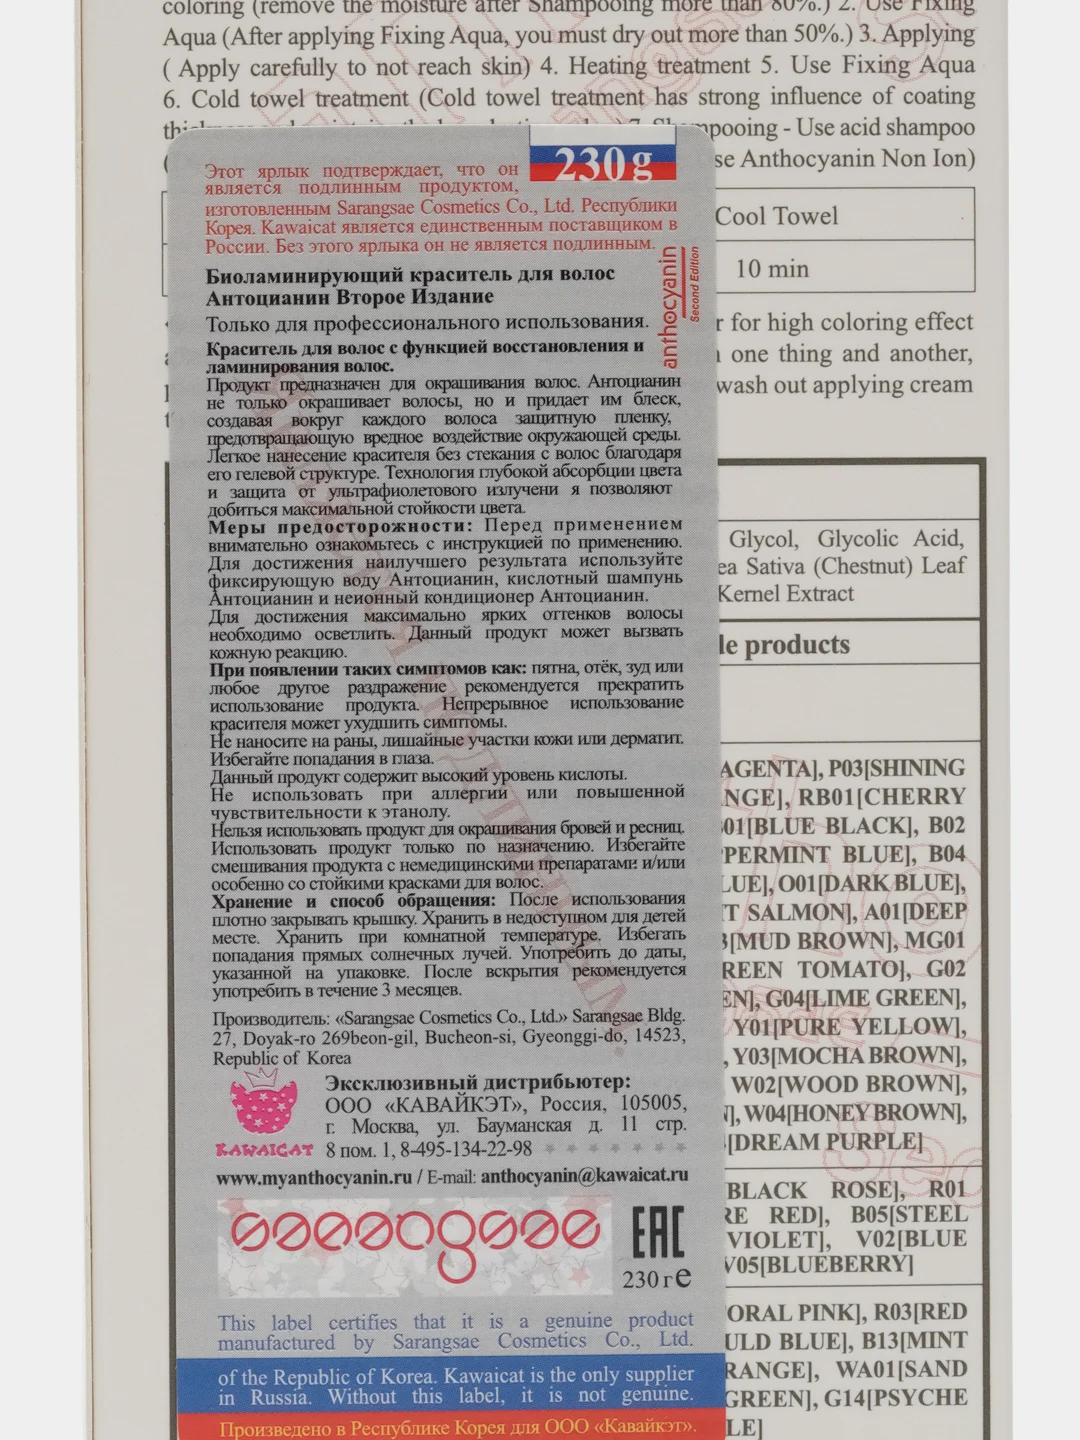 coloring (remove the moisture after Shampooing more than 80%.) 2. Use Fixing
Aqua (After applying Fixing Aqua, you must dry out more than 50%.) 3. Applying
( Apply carefully to not reach skin) 4. Heating treatment 5. Use Fixing Aqua
6. Cold towel treatment (Cold towel treatment has strong influence of coating
Shampooing - Use acid shampoo
Anthocyanin Non Ion)
Cool Towel
10 min
for high coloring effect
one thing and another,
wash out applying cream
230g
Этот ярлык подтверждает, что он
является подлинным продуктом,
изготовленным Sarangsae Cosmetics Co., Ltd. Республики
Корея. Kawaicat является единственным поставщиком в
России. Без этого ярлыка он не является подлинным.
anthocyanin
Second Edition
Биоламинирующий краситель для волос
Антоцианин Второе Издание
Только для профессионального использования.
Краситель для волос с функцией восстановления и
ламинирования волос.
Продукт предназначен для окрашивания волос. Антоцианин
не только окрашивает волосы, но и придает им блеск,
создавая вокруг каждого волоса защитную пленку,
предотвращающую вредное воздействие окружающей среды.
Легкое нанесение красителя без стекания с волос благодаря
его гелевой структуре. Технология глубокой абсорбции цвета
и защита от ультрафиолетового излучени я позволяют
добиться максимальной стойкости цвета.
Меры предосторожности: Перед применением
внимательно ознакомьтесь с инструкцией по применению.
Для достижения наилучшего результата используйте
фиксирующую воду Антоцианин, кислотный шампунь
Антоцианин и неионный кондиционер Антоцианин.
Для достижения максимально ярких оттенков волосы
необходимо осветлить. Данный продукт может вызвать
кожную реакцию.
При появлении таких симптомов как: пятна, отёк, зуд или
любое другое раздражение рекомендуется прекратить
использование продукта. Непрерывное использование
красителя может ухудшить симптомы.
Не наносите на раны, лишайные участки кожи или дерматит.
Избегайте попадания в глаза.
Данный продукт содержит высокий уровень кислоты.
Не использовать при аллергии или повышенной
чувствительности к этанолу.
Нельзя использовать продукт для окрашивания бровей и ресниц.
Использовать продукт только по назначению. Избегайте
смешивания продукта с немедицинскими препаратами и/или
особенно со стойкими красками для волос.
Хранение и способ обращения: После использования
плотно закрывать крышку. Хранить в недоступном для детей
месте. Хранить при комнатной температуре. Избегать
попадания прямых солнечных лучей. Употребить до даты,
указанной на упаковке. После вскрытия рекомендуется
употребить в течение 3 месяцев.
Производитель: «Sarangsae Cosmetics Co., Ltd.» Sarangsae Bldg.
27, Doyak-ro 269beon-gil, Bucheon-si, Gyeonggi-do, 14523,
Republic of Korea
KAWAICAT
Эксклюзивный дистрибьютер:
ООО «КАВАЙКЭТ», Россия, 105005,
г. Москва, ул. Бауманская д. 11 стр.
8 пом. 1, 8-495-134-22-98
www.myanthocyanin.ru / E-mail: anthocyanin@kawaicat.ru
EAC
230 г e
This label certifies that it is a genuine product
manufactured by Sarangsae Cosmetics Co., Ltd.
of the Republic of Korea. Kawaicat is the only supplier
in Russia. Without this label, it is not genuine.
Произведено в Республике Корея для ООО «Кавайкэт».
Glycol, Glycolic Acid,
Sativa (Chestnut) Leaf
Kernel Extract
products
P03[SHINING
RB01[CHERRY
[BLUE BLACK], B02
BLUE], B04
O01[DARK BLUE],
SALMON], A01[DEEP
[MUD BROWN], MG01
TOMATO], G02
G04[LIME GREEN],
Y01[PURE YELLOW],
Y03[MOCHA BROWN],
W02[WOOD BROWN],
W04[HONEY BROWN],
[DREAM PURPLE]
BLACK ROSE], R01
RED], B05[STEEL
VIOLET], V02[BLUE
V05[BLUEBERRY]
PINK], R03[RED
BLUE], B13[MINT
WA01[SAND
GREEN], G14[PSYCHE